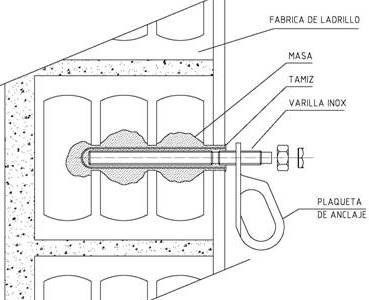 FABRICA DE LADRILLO
MASA
TAMIZ
VARILLA INOX
PLAQUETA
DE ANCLAJE